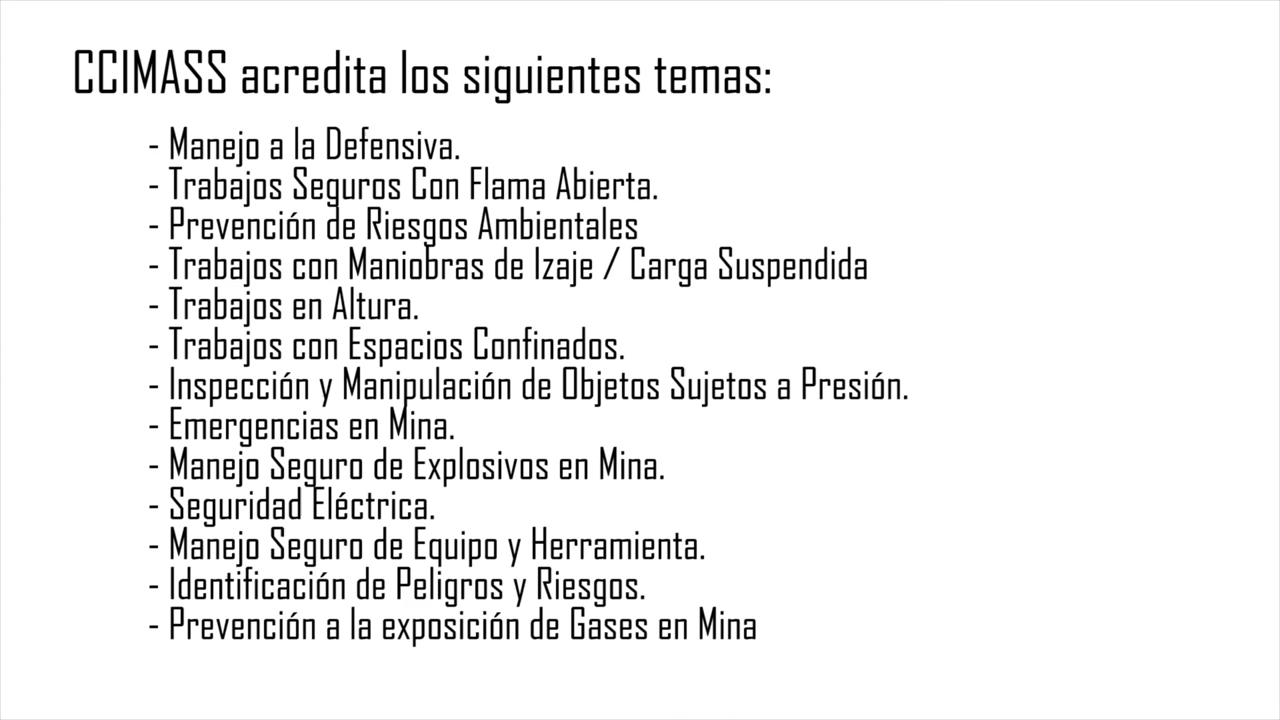 CCIMASS acredita los siguientes temas:
- Manejo a la Defensiva.
- Trabajos Seguros Con Flama Abierta.
- Prevención de Riesgos Ambientales
- Trabajos con Maniobras de Izaje / Carga Suspendida
- Trabajos en Altura.
- Trabajos con Espacios Confinados.
- Inspección y Manipulación de Objetos Sujetos a Presión.
- Emergencias en Mina.
- Manejo Seguro de Explosivos en Mina.
- Seguridad Eléctrica.
- Manejo Seguro de Equipo y Herramienta.
- Identificación de Peligros y Riesgos.
- Prevención a la exposición de Gases en Mina